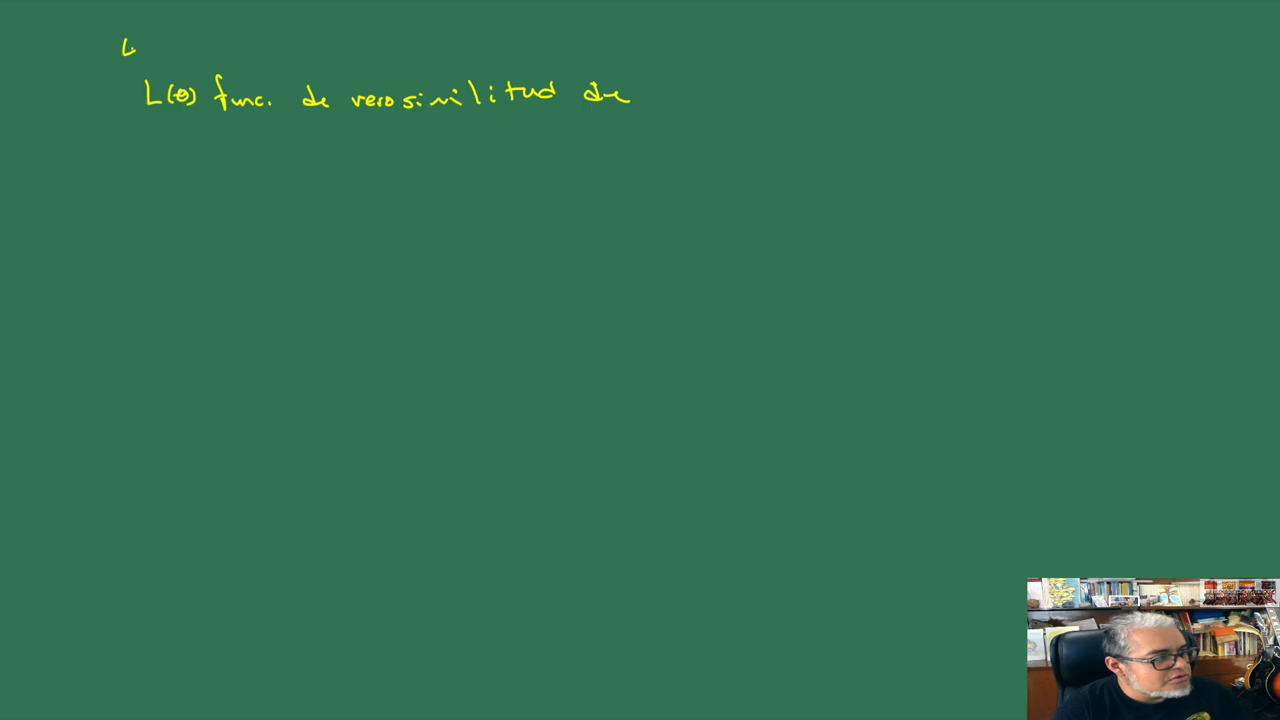 L(θ) func. de verosimilitud de